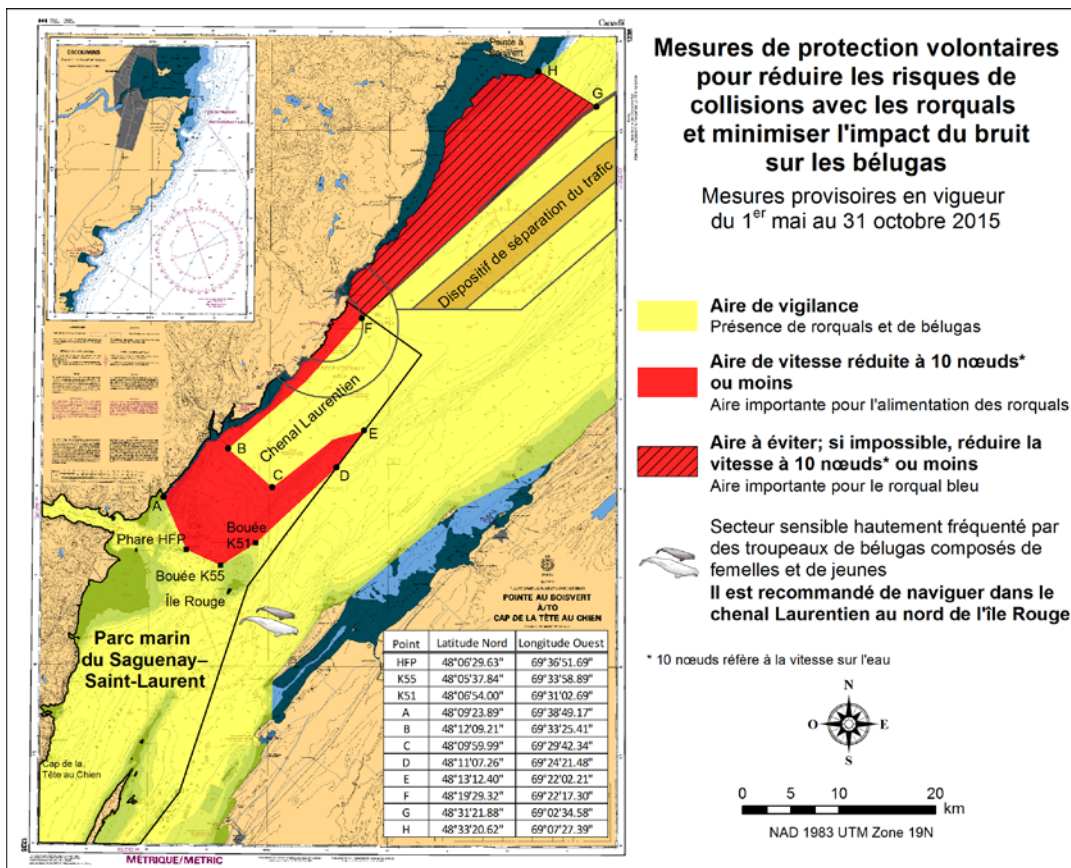 Canada
1236
ESCOUMINS
Pointe à
Boisvert
H
G
Dispositif de séparation du trafic
F
Chenal Laurentien
B
E
C
D
A
Bouée
K51
Phare HFP
Bouée K55
Île Rouge
POINTE AU BOISVERT
À/TO
CAP DE LA TÊTE AU CHIEN
Parc marin
du Saguenay–
Saint-Laurent
Cap de la
Tête au Chien
Point Latitude Nord Longitude Ouest
HFP 48°06'29.63" 69°36'51.69"
K55 48°05'37.84" 69°33'58.89"
K51 48°06'54.00" 69°31'02.69"
A 48°09'23.89" 69°38'49.17"
B 48°12'09.21" 69°33'25.41"
C 48°09'59.99" 69°29'42.34"
D 48°11'07.26" 69°24'21.48"
E 48°13'12.40" 69°22'02.21"
F 48°19'29.32" 69°22'17.30"
G 48°31'21.88" 69°02'34.58"
H 48°33'20.62" 69°07'27.39"
MÉTRIQUE/METRIC
Mesures de protection volontaires
pour réduire les risques de
collisions avec les rorquals
et minimiser l'impact du bruit
sur les bélugas
Mesures provisoires en vigueur
du 1er mai au 31 octobre 2015
Aire de vigilance
Présence de rorquals et de bélugas
Aire de vitesse réduite à 10 nœuds*
ou moins
Aire importante pour l'alimentation des rorquals
Aire à éviter; si impossible, réduire la
vitesse à 10 nœuds* ou moins
Aire importante pour le rorqual bleu
Secteur sensible hautement fréquenté par
des troupeaux de bélugas composés de
femelles et de jeunes
Il est recommandé de naviguer dans le
chenal Laurentien au nord de l'île Rouge
* 10 nœuds réfère à la vitesse sur l'eau
N
O E
S
0 5 10 20
km
NAD 1983 UTM Zone 19N